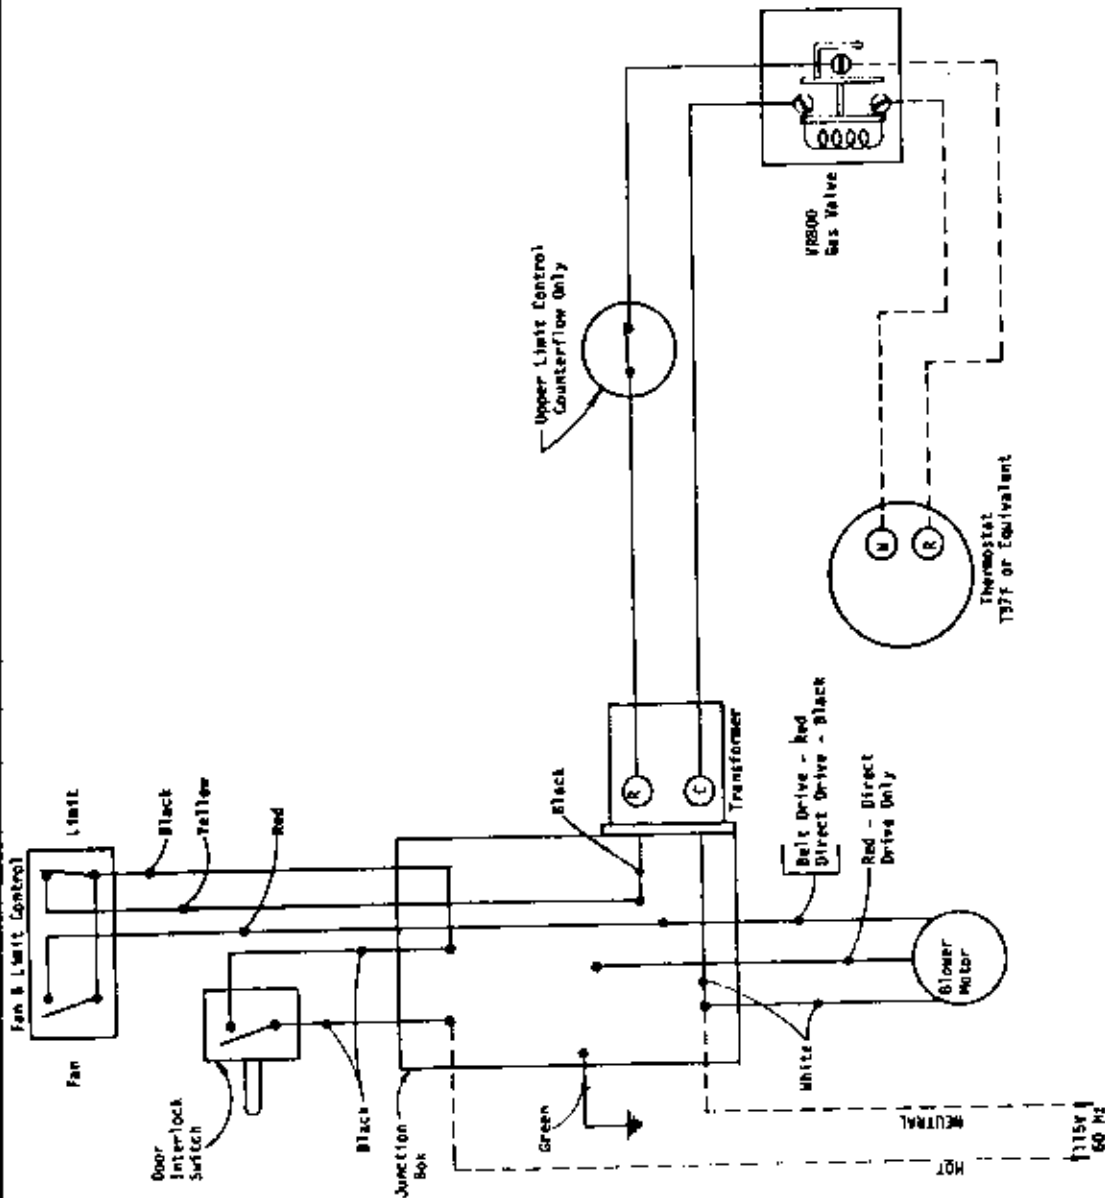 Fan & Limit Control
Limit
Fan
Black
Yellow
Red
Door
Interlock
Switch
Black
Junction
Box
Green
White
Black
R
C
Transformer
Belt Drive - Red
Direct Drive - Black
Red - Direct
Drive Only
Blower
Motor
HOT
NEUTRAL
115V
60 Hz
Upper Limit Control
Counterflow Only
VR800
Gas Valve
W
R
Thermostat
T87F or Equivalent